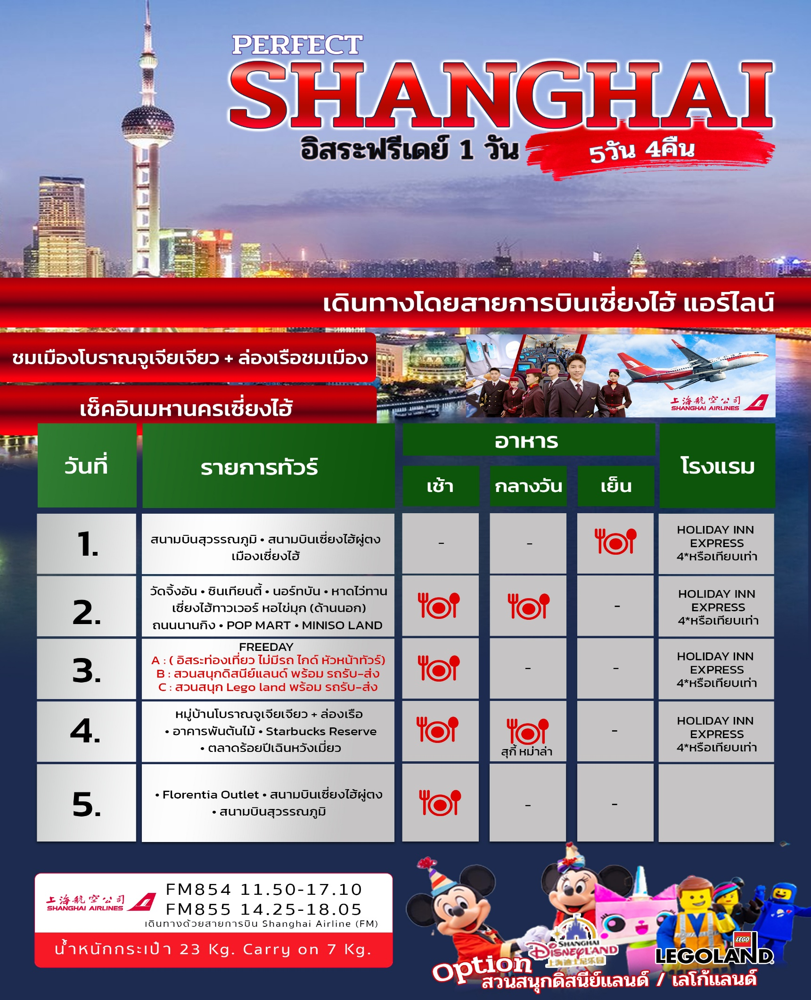 PERFECT
SHANGHAI
อิสระฟรีเดย์ 1 วัน
5วัน 4คืน
เดินทางโดยสายการบินเซี่ยงไฮ้ แอร์ไลน์
ชมเมืองโบราณจูเจียเจียว + ล่องเรือชมเมือง
เช็คอินมหานครเซี่ยงไฮ้
上海航空公司
SHANGHAI AIRLINES
วันที่
รายการทัวร์
อาหาร
โรงแรม
เช้า
กลางวัน
เย็น
1.
สนามบินสุวรรณภูมิ • สนามบินเซี่ยงไฮ้ผู่ตง
เมืองเซี่ยงไฮ้
-
-
HOLIDAY INN
EXPRESS
4*หรือเทียบเท่า
2.
วัดจิ้งอัน • ซินเทียนตี้ • นอร์ทบัน • หาดไว่ทาน
เซี่ยงไฮ้ทาวเวอร์ หอไข่มุก (ด้านนอก)
ถนนนานกิง • POP MART • MINISO LAND
-
HOLIDAY INN
EXPRESS
4*หรือเทียบเท่า
3.
FREEDAY
A : ( อิสระท่องเที่ยว ไม่มีรถ ไกด์ หัวหน้าทัวร์)
B : สวนสนุกดิสนีย์แลนด์ พร้อม รถรับ-ส่ง
C : สวนสนุก Lego land พร้อม รถรับ-ส่ง
-
-
HOLIDAY INN
EXPRESS
4*หรือเทียบเท่า
4.
หมู่บ้านโบราณจูเจียเจียว + ล่องเรือ
• อาคารพันต้นไม้ • Starbucks Reserve
• ตลาดร้อยปีเฉินหวังเมี่ยว
สุกี้ หม่าล่า
-
HOLIDAY INN
EXPRESS
4*หรือเทียบเท่า
5.
• Florentia Outlet • สนามบินเซี่ยงไฮ้ผู่ตง
• สนามบินสุวรรณภูมิ
-
-
上海航空公司
SHANGHAI AIRLINES
FM854 11.50-17.10
FM855 14.25-18.05
เดินทางด้วยสายการบิน Shanghai Airline (FM)
น้ำหนักกระเป๋า 23 Kg. Carry on 7 Kg.
SHANGHAI
DISNEYLAND
上海迪士尼乐园
LEGO
LEGOLAND
Option
สวนสนุกดิสนีย์แลนด์ / เลโก้แลนด์